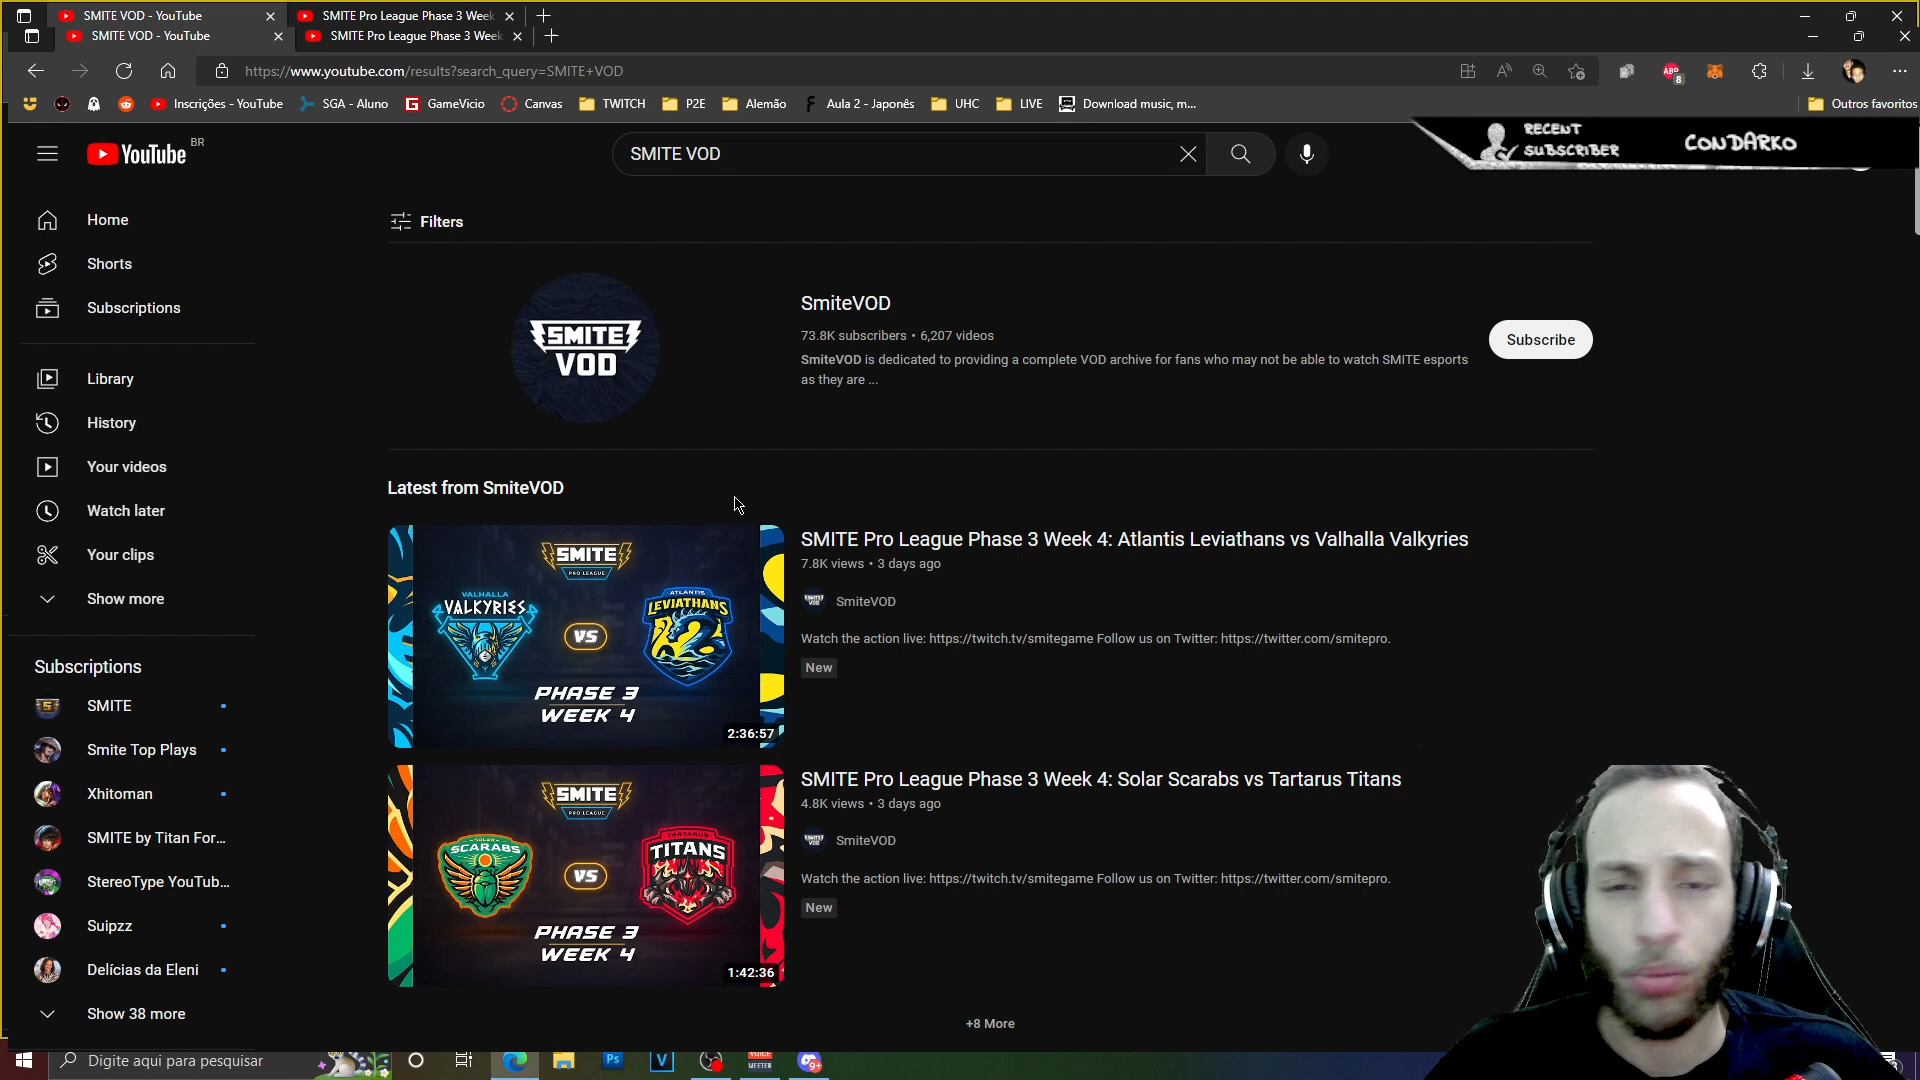 SMITE VOD - YouTube
SMITE Pro League Phase 3 Week
SMITE VOD - YouTube
SMITE Pro League Phase 3 Week
https://www.youtube.com/results?search_query=SMITE+VOD
ABP
8
Inscrições - YouTube
SGA - Aluno
GameVicio
Canvas
TWITCH
P2E
Alemão
Aula 2 - Japonês
UHC
LIVE
Download music, m...
Outros favoritos
YouTube
BR
SMITE VOD
RECENT
SUBSCRIBER
CONDARKO
Home
Shorts
Subscriptions
Library
History
Your videos
Watch later
Your clips
Show more
Subscriptions
SMITE
Smite Top Plays
Xhitoman
SMITE by Titan For...
StereoType YouTub...
Suipzz
Delícias da Eleni
Show 38 more
Filters
SMITE
VOD
SmiteVOD
73.8K subscribers • 6,207 videos
SmiteVOD is dedicated to providing a complete VOD archive for fans who may not be able to watch SMITE esports
as they are ...
Subscribe
Latest from SmiteVOD
SMITE
PRO LEAGUE
VALHALLA
VALKYRIES
VS
ATLANTIS
LEVIATHANS
PHASE 3
WEEK 4
2:36:57
SMITE Pro League Phase 3 Week 4: Atlantis Leviathans vs Valhalla Valkyries
7.8K views • 3 days ago
SmiteVOD
Watch the action live: https://twitch.tv/smitegame Follow us on Twitter: https://twitter.com/smitepro.
New
SMITE
PRO LEAGUE
SOLAR
SCARABS
VS
TARTARUS
TITANS
PHASE 3
WEEK 4
1:42:36
SMITE Pro League Phase 3 Week 4: Solar Scarabs vs Tartarus Titans
4.8K views • 3 days ago
SmiteVOD
Watch the action live: https://twitch.tv/smitegame Follow us on Twitter: https://twitter.com/smitepro.
New
+8 More
Digite aqui para pesquisar
Ps
V
MEETER
9+